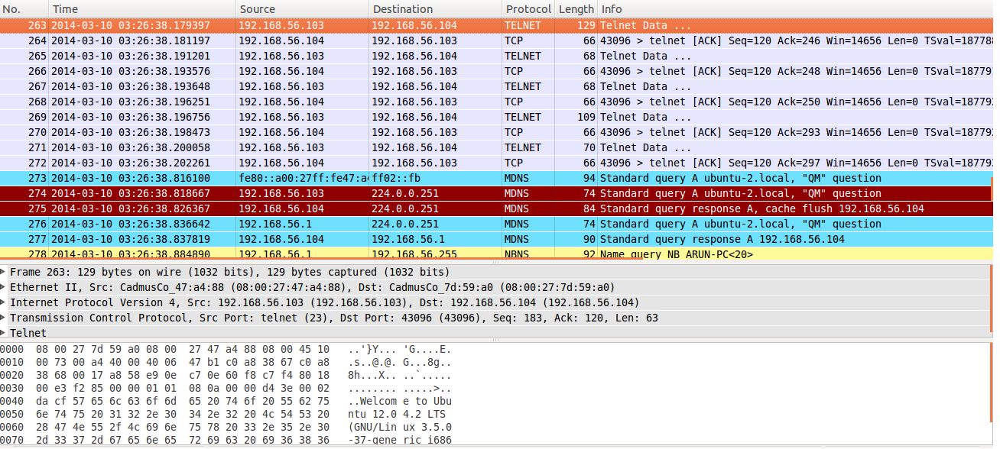 No. Time Source Destination Protocol Length Info
263 2014-03-10 03:26:38.179397 192.168.56.103 192.168.56.104 TELNET 129 Telnet Data ...
264 2014-03-10 03:26:38.181197 192.168.56.104 192.168.56.103 TCP 66 43096 > telnet [ACK] Seq=120 Ack=246 Win=14656 Len=0 TSval=18778
265 2014-03-10 03:26:38.191201 192.168.56.103 192.168.56.104 TELNET 68 Telnet Data ...
266 2014-03-10 03:26:38.193576 192.168.56.104 192.168.56.103 TCP 66 43096 > telnet [ACK] Seq=120 Ack=248 Win=14656 Len=0 TSval=18779
267 2014-03-10 03:26:38.193648 192.168.56.103 192.168.56.104 TELNET 68 Telnet Data ...
268 2014-03-10 03:26:38.196251 192.168.56.104 192.168.56.103 TCP 66 43096 > telnet [ACK] Seq=120 Ack=250 Win=14656 Len=0 TSval=18779
269 2014-03-10 03:26:38.196756 192.168.56.103 192.168.56.104 TELNET 109 Telnet Data ...
270 2014-03-10 03:26:38.198473 192.168.56.104 192.168.56.103 TCP 66 43096 > telnet [ACK] Seq=120 Ack=293 Win=14656 Len=0 TSval=18779
271 2014-03-10 03:26:38.200058 192.168.56.103 192.168.56.104 TELNET 70 Telnet Data ...
272 2014-03-10 03:26:38.202261 192.168.56.104 192.168.56.103 TCP 66 43096 > telnet [ACK] Seq=120 Ack=297 Win=14656 Len=0 TSval=18779
273 2014-03-10 03:26:38.816100 fe80::a00:27ff:fe47:a4 ff02::fb MDNS 94 Standard query A ubuntu-2.local, "QM" question
274 2014-03-10 03:26:38.818667 192.168.56.103 224.0.0.251 MDNS 74 Standard query A ubuntu-2.local, "QM" question
275 2014-03-10 03:26:38.826367 192.168.56.104 224.0.0.251 MDNS 84 Standard query response A, cache flush 192.168.56.104
276 2014-03-10 03:26:38.836642 192.168.56.1 224.0.0.251 MDNS 74 Standard query A ubuntu-2.local, "QM" question
277 2014-03-10 03:26:38.837819 192.168.56.104 192.168.56.1 MDNS 90 Standard query response A 192.168.56.104
278 2014-03-10 03:26:38.884890 192.168.56.1 192.168.56.255 NBNS 92 Name query NB ARUN-PC<20>
Frame 263: 129 bytes on wire (1032 bits), 129 bytes captured (1032 bits)
Ethernet II, Src: CadmusCo_47:a4:88 (08:00:27:47:a4:88), Dst: CadmusCo_7d:59:a0 (08:00:27:7d:59:a0)
Internet Protocol Version 4, Src: 192.168.56.103 (192.168.56.103), Dst: 192.168.56.104 (192.168.56.104)
Transmission Control Protocol, Src Port: telnet (23), Dst Port: 43096 (43096), Seq: 183, Ack: 120, Len: 63
Telnet
0000 08 00 27 7d 59 a0 08 00 27 47 a4 88 08 00 45 10 ..'}Y... 'G....E.
0010 00 73 00 a4 40 00 40 06 47 b1 c0 a8 38 67 c0 a8 .s..@.@. G...8g..
0020 38 68 00 17 a8 58 e9 0e c7 0e 60 f8 c7 f4 80 18 8h...X.. ..`.....
0030 00 e3 f2 85 00 00 01 01 08 0a 00 00 d4 3e 00 02 ........ .....>..
0040 da cf 57 65 6c 63 6f 6d 65 20 74 6f 20 55 62 75 ..Welcom e to Ubu
0050 6e 74 75 20 31 32 2e 30 34 2e 32 20 4c 54 53 20 ntu 12.0 4.2 LTS
0060 28 47 4e 55 2f 4c 69 6e 75 78 20 33 2e 35 2e 30 (GNU/Lin ux 3.5.0
0070 2d 33 37 2d 67 65 6e 65 72 69 63 20 69 36 38 36 -37-gene ric i686